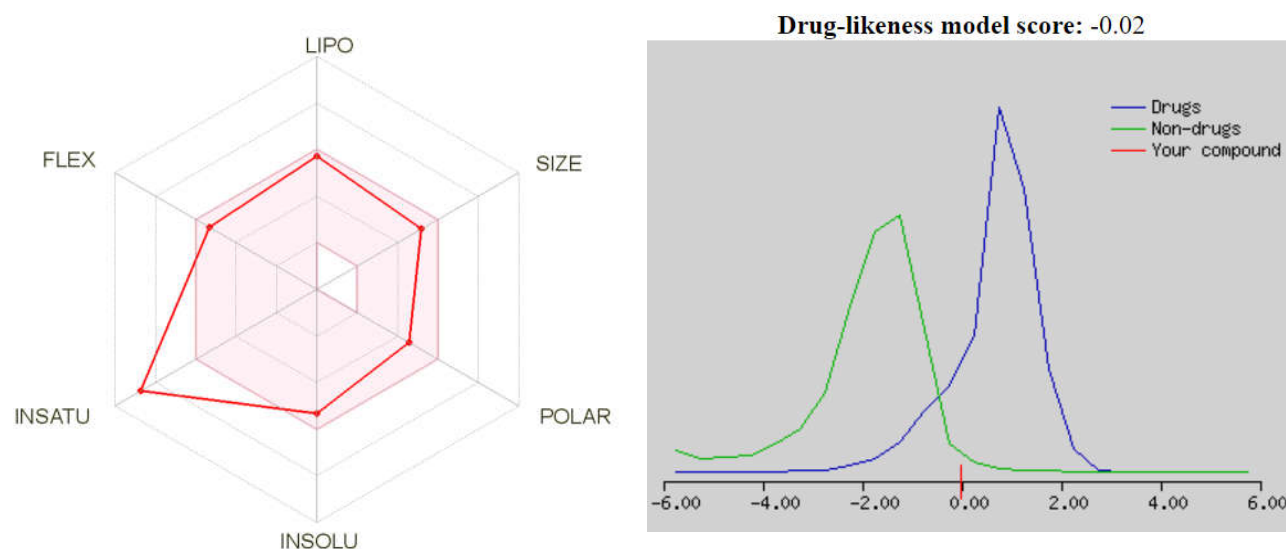 LIPO
FLEX
SIZE
INSATU
POLAR
INSOLU
Drug-likeness model score: -0.02
Drugs
Non-drugs
Your compound
-6.00 -4.00 -2.00 0.00 2.00 4.00 6.00